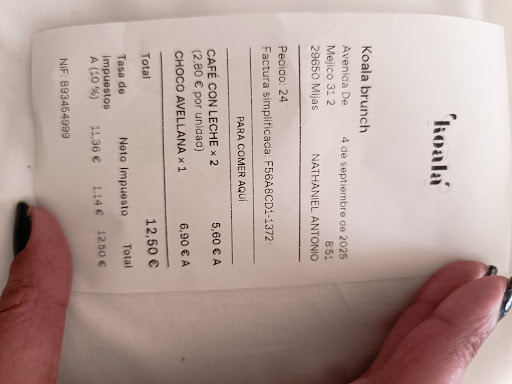 Koala
Koala brunch
Avenida De 4 de septiembre de 2025
Mejico 31 2 8:51
29650 Mijas NATHANIEL ANTONIO
Pedido: 24
Factura simplificada: F56A8CD1-1372
PARA COMER AQUÍ
CAFÉ CON LECHE × 2 5,60 € A
(2,80 € por unidad)
CHOCO AVELLANA × 1 6,90 € A
Total 12,50 €
Tasa de Neto Impuesto Total
impuestos
A (10 %) 11,36 € 1,14 € 12,50 €
NIF: B93454999